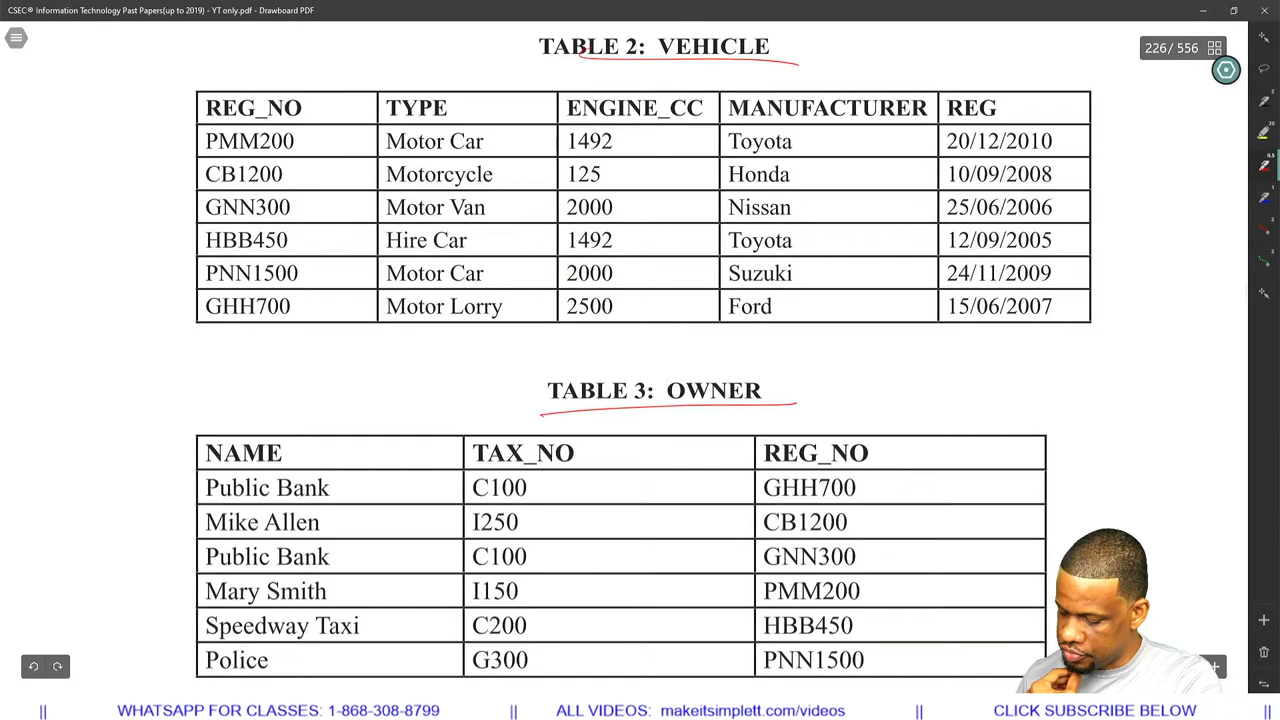 CSEC® Information Technology Past Papers(up to 2019) - YT only.pdf - Drawboard PDF
TABLE 2: VEHICLE
226 / 556
REG_NO TYPE ENGINE_CC MANUFACTURER REG
PMM200 Motor Car 1492 Toyota 20/12/2010
CB1200 Motorcycle 125 Honda 10/09/2008
GNN300 Motor Van 2000 Nissan 25/06/2006
HBB450 Hire Car 1492 Toyota 12/09/2005
PNN1500 Motor Car 2000 Suzuki 24/11/2009
GHH700 Motor Lorry 2500 Ford 15/06/2007
TABLE 3: OWNER
NAME TAX_NO REG_NO
Public Bank C100 GHH700
Mike Allen I250 CB1200
Public Bank C100 GNN300
Mary Smith I150 PMM200
Speedway Taxi C200 HBB450
Police G300 PNN1500
|| WHATSAPP FOR CLASSES: 1-868-308-8799 || ALL VIDEOS: makeitsimplett.com/videos || CLICK SUBSCRIBE BELOW ||